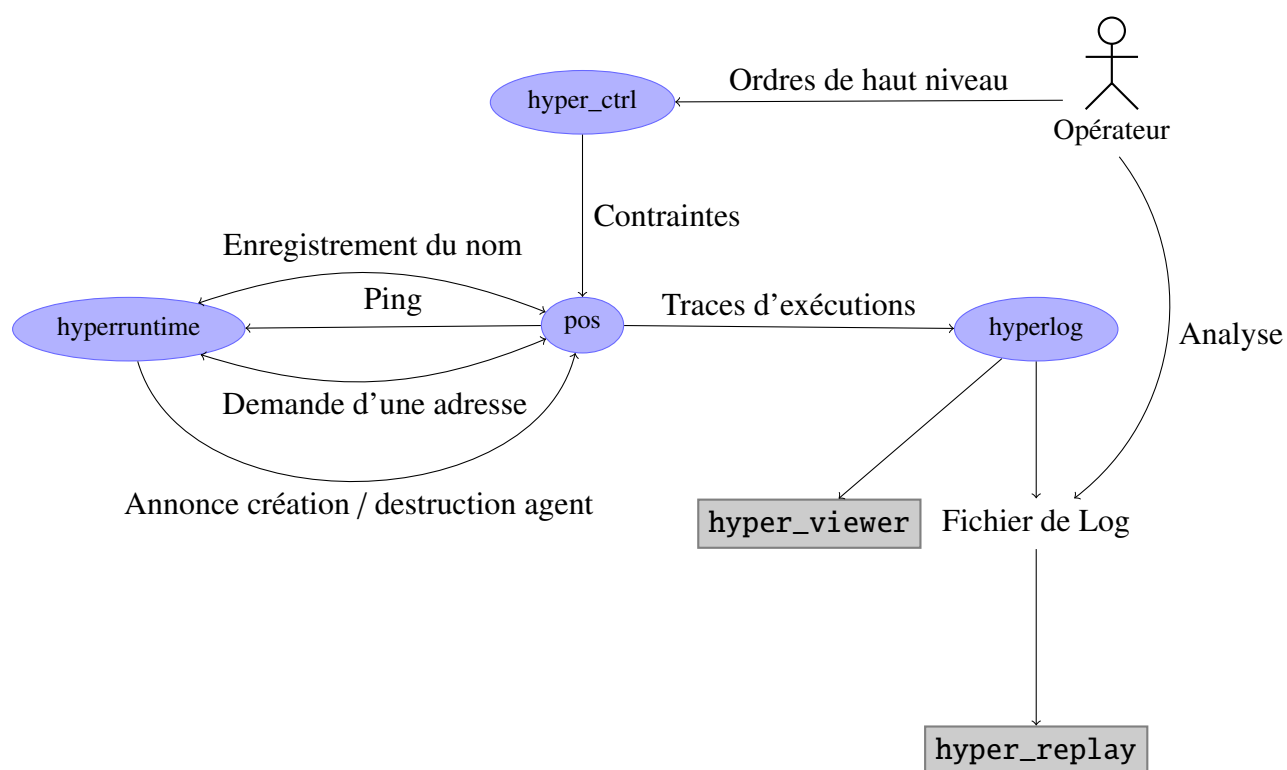 Ordres de haut niveau
hyper_ctrl
Opérateur
Contraintes
Enregistrement du nom
Ping
Traces d'exécutions
hyperruntime
pos
hyperlog
Analyse
Demande d'une adresse
Annonce création / destruction agent
hyper_viewer
Fichier de Log
hyper_replay